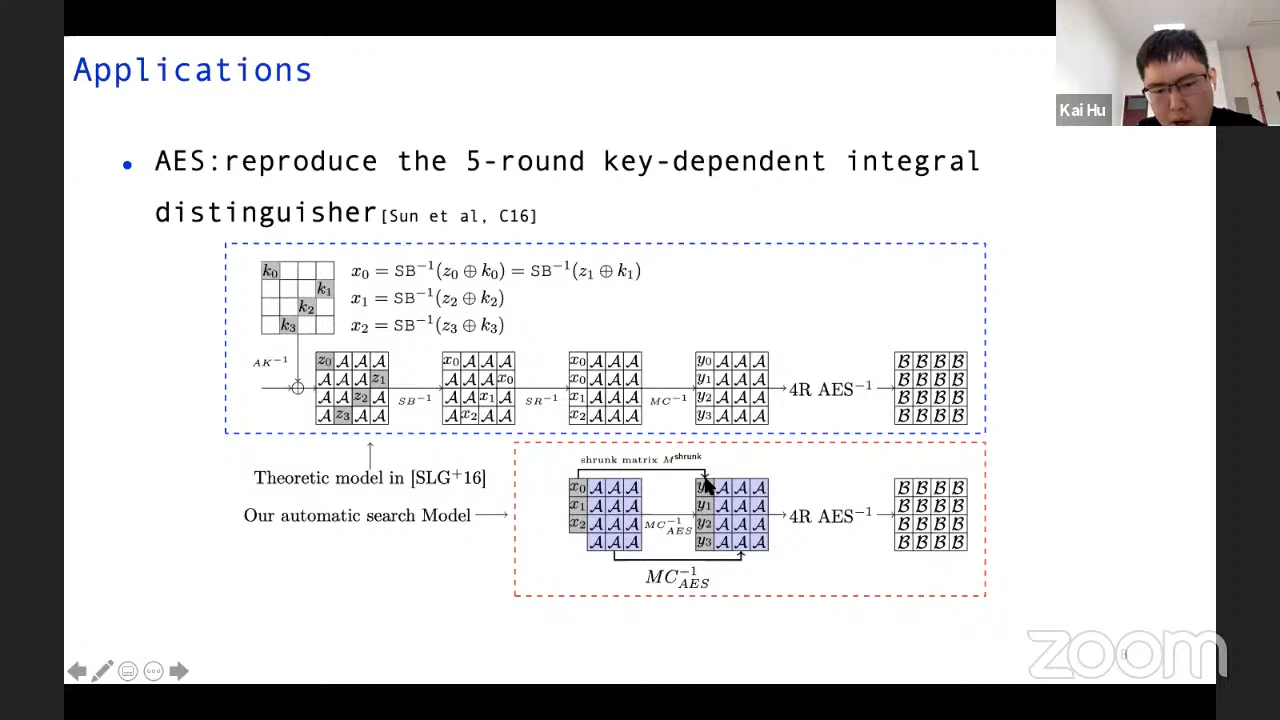 Applications
Kai Hu
• AES:reproduce the 5-round key-dependent integral
distinguisher[Sun et al, C16]
k₀
k₁
k₂
k₃
x₀ = SB⁻¹(z₀ ⊕ k₀) = SB⁻¹(z₁ ⊕ k₁)
x₁ = SB⁻¹(z₂ ⊕ k₂)
x₂ = SB⁻¹(z₃ ⊕ k₃)
AK⁻¹
z₀ 𝒜 𝒜 𝒜 x₀ 𝒜 𝒜 𝒜 x₀ 𝒜 𝒜 𝒜 y₀ 𝒜 𝒜 𝒜 ℬ ℬ ℬ ℬ
𝒜 𝒜 𝒜 z₁ 𝒜 𝒜 𝒜 x₀ x₀ 𝒜 𝒜 𝒜 y₁ 𝒜 𝒜 𝒜 ℬ ℬ ℬ ℬ
⊕ SB⁻¹ SR⁻¹ MC⁻¹ 4R AES⁻¹
𝒜 𝒜 z₂ 𝒜 𝒜 𝒜 x₁ 𝒜 x₁ 𝒜 𝒜 𝒜 y₂ 𝒜 𝒜 𝒜 ℬ ℬ ℬ ℬ
𝒜 z₃ 𝒜 𝒜 𝒜 x₂ 𝒜 𝒜 x₂ 𝒜 𝒜 𝒜 y₃ 𝒜 𝒜 𝒜 ℬ ℬ ℬ ℬ
Theoretic model in [SLG⁺16]
Our automatic search Model
shrunk matrix M^shrunk
x₀ 𝒜 𝒜 𝒜 𝒜 𝒜 𝒜 ℬ ℬ ℬ ℬ
x₁ 𝒜 𝒜 𝒜 y₁ 𝒜 𝒜 𝒜 ℬ ℬ ℬ ℬ
MC⁻¹_AES 4R AES⁻¹
x₂ 𝒜 𝒜 𝒜 y₂ 𝒜 𝒜 𝒜 ℬ ℬ ℬ ℬ
𝒜 𝒜 𝒜 y₃ 𝒜 𝒜 𝒜 ℬ ℬ ℬ ℬ
MC⁻¹_AES
zoom
8